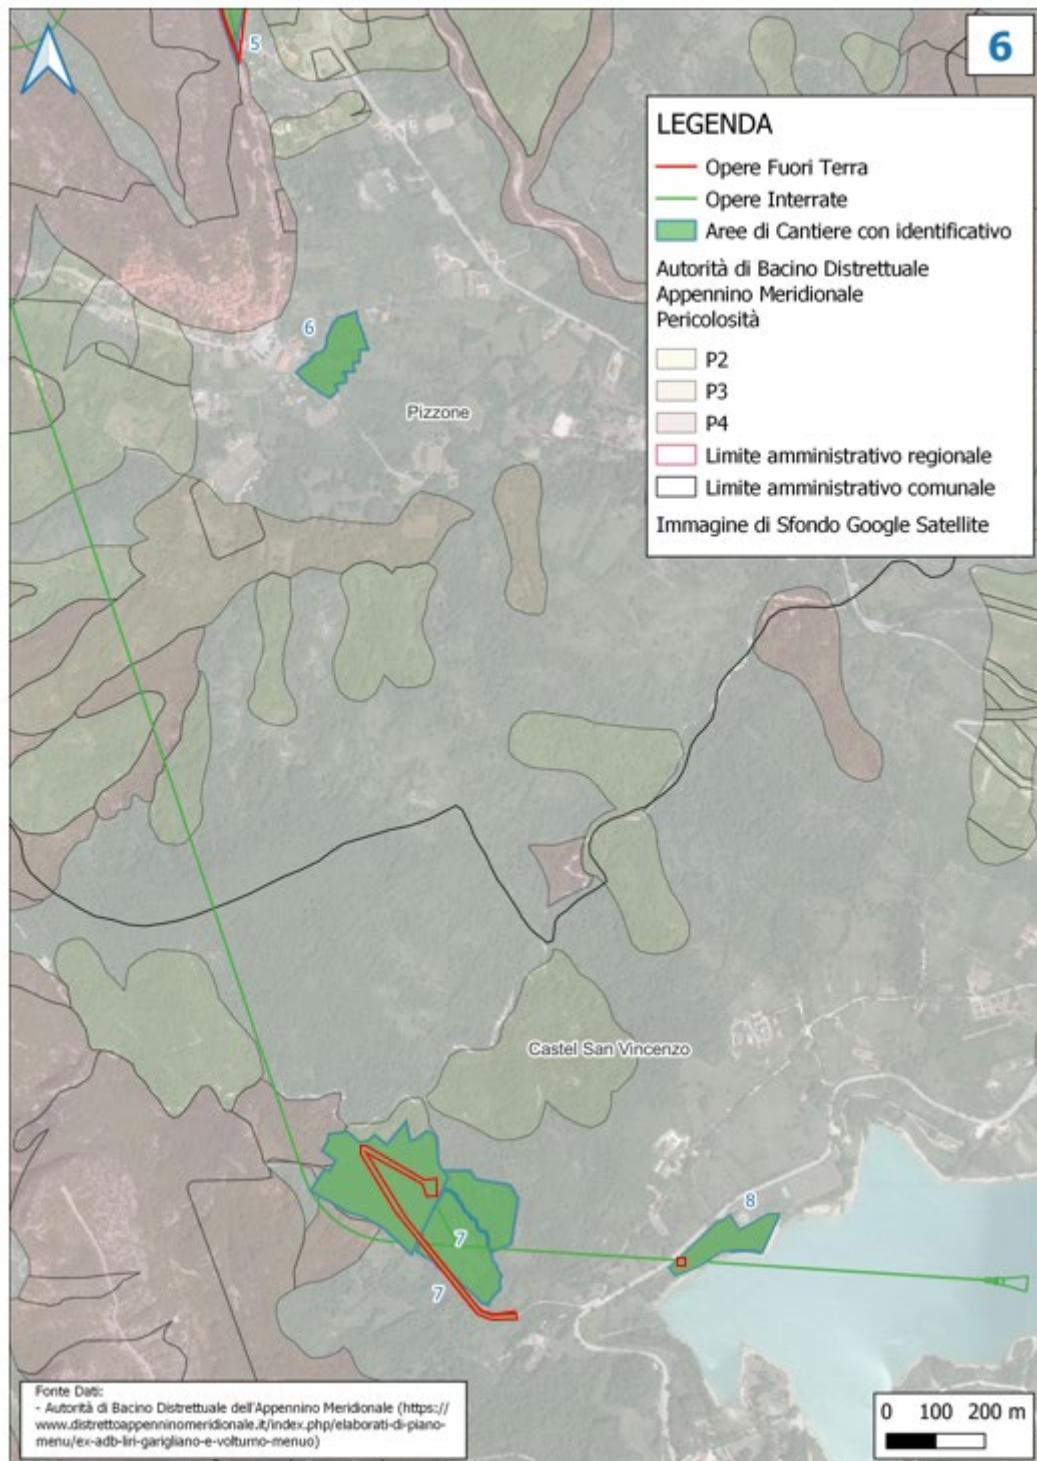 5
6
LEGENDA
Opere Fuori Terra
Opere Interrate
Aree di Cantiere con identificativo
Autorità di Bacino Distrettuale
Appennino Meridionale
Pericolosità
P2
P3
P4
Limite amministrativo regionale
Limite amministrativo comunale
Immagine di Sfondo Google Satellite
6
Pizzone
Castel San Vincenzo
8
7
7
Fonte Dati:
- Autorità di Bacino Distrettuale dell'Appennino Meridionale (https://
www.distrettoappenninomeridionale.it/index.php/elaborati-di-piano-
menu/ex-adb-liri-garigliano-e-volturno-menuo)
0 100 200 m